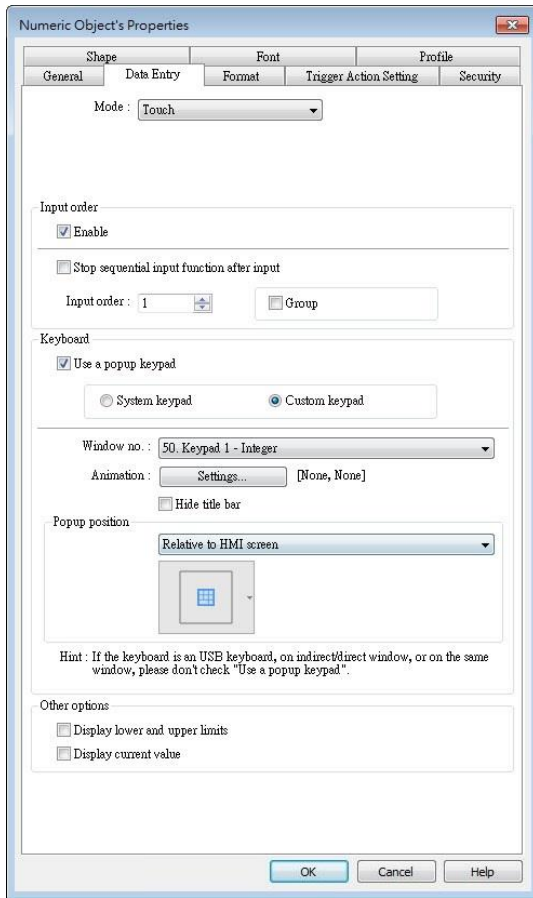 Numeric Object's Properties
Shape Font Profile
General Data Entry Format Trigger Action Setting Security
Mode : Touch
Input order
Enable
Stop sequential input function after input
Input order : 1 Group
Keyboard
Use a popup keypad
System keypad Custom keypad
Window no. : 50. Keypad 1 - Integer
Animation : Settings... [None, None]
Hide title bar
Popup position
Relative to HMI screen
Hint : If the keyboard is an USB keyboard, on indirect/direct window, or on the same
window, please don't check "Use a popup keypad".
Other options
Display lower and upper limits
Display current value
OK Cancel Help